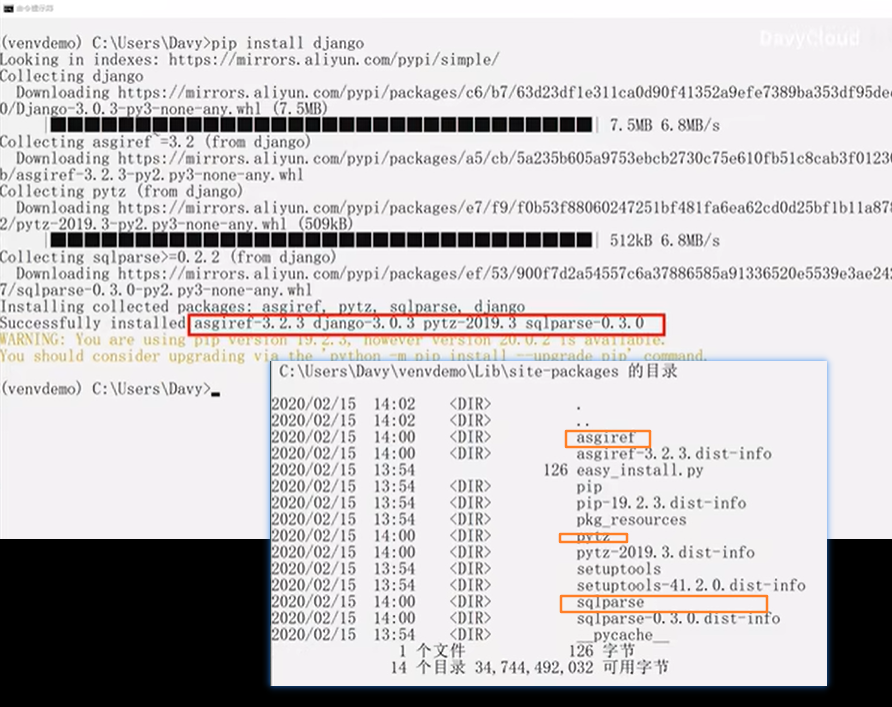 命令提示符
DavyCloud
(venvdemo) C:\Users\Davy>pip install django
Looking in indexes: https://mirrors.aliyun.com/pypi/simple/
Collecting django
Downloading https://mirrors.aliyun.com/pypi/packages/c6/b7/63d23df1e311ca0d90f41352a9efe7389ba353df95dec
0/Django-3.0.3-py3-none-any.whl (7.5MB)
7.5MB 6.8MB/s
Collecting asgiref~=3.2 (from django)
Downloading https://mirrors.aliyun.com/pypi/packages/a5/cb/5a235b605a9753ebcb2730c75e610fb51c8cab3f01230
b/asgiref-3.2.3-py2.py3-none-any.whl
Collecting pytz (from django)
Downloading https://mirrors.aliyun.com/pypi/packages/e7/f9/f0b53f88060247251bf481fa6ea62cd0d25bf1b11a878
2/pytz-2019.3-py2.py3-none-any.whl (509kB)
512kB 6.8MB/s
Collecting sqlparse>=0.2.2 (from django)
Downloading https://mirrors.aliyun.com/pypi/packages/ef/53/900f7d2a54557c6a37886585a91336520e5539e3ae242
7/sqlparse-0.3.0-py2.py3-none-any.whl
Installing collected packages: asgiref, pytz, sqlparse, django
Successfully installed asgiref-3.2.3 django-3.0.3 pytz-2019.3 sqlparse-0.3.0
WARNING: You are using pip version 19.2.3, however version 20.0.2 is available.
You should consider upgrading via the 'python -m pip install --upgrade pip' command.
(venvdemo) C:\Users\Davy>
C:\Users\Davy\venvdemo\Lib\site-packages 的目录
2020/02/15 14:02 <DIR> .
2020/02/15 14:02 <DIR> ..
2020/02/15 14:00 <DIR> asgiref
2020/02/15 14:00 <DIR> asgiref-3.2.3.dist-info
2020/02/15 13:54 126 easy_install.py
2020/02/15 13:54 <DIR> pip
2020/02/15 13:54 <DIR> pip-19.2.3.dist-info
2020/02/15 13:54 <DIR> pkg_resources
2020/02/15 14:00 <DIR> pytz
2020/02/15 14:00 <DIR> pytz-2019.3.dist-info
2020/02/15 13:54 <DIR> setuptools
2020/02/15 13:54 <DIR> setuptools-41.2.0.dist-info
2020/02/15 14:00 <DIR> sqlparse
2020/02/15 14:00 <DIR> sqlparse-0.3.0.dist-info
2020/02/15 13:54 <DIR> __pycache__
1 个文件 126 字节
14 个目录 34,744,492,032 可用字节